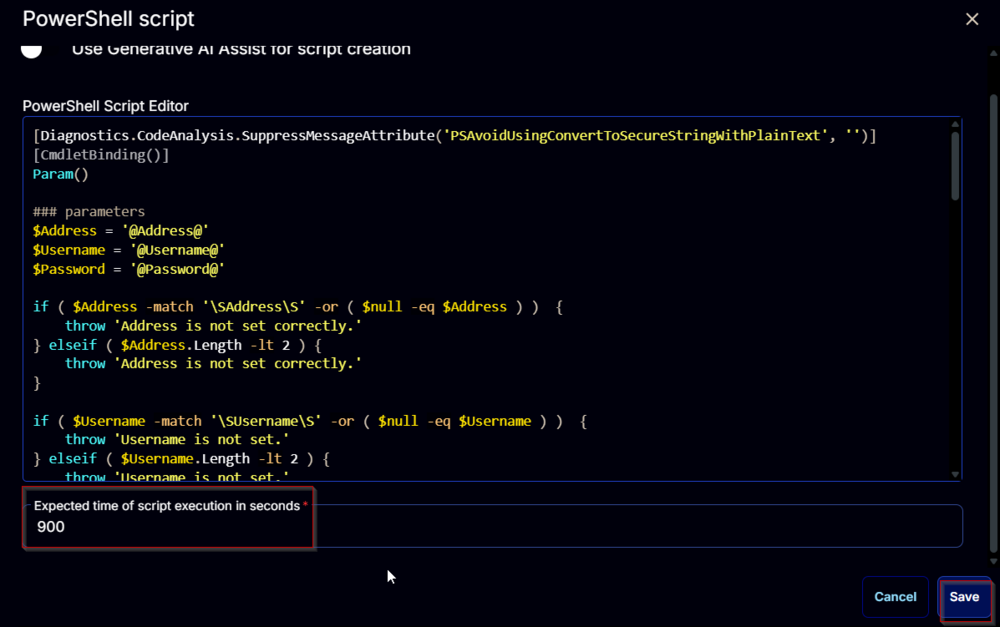 PowerShell script
Use Generative AI Assist for script creation
PowerShell Script Editor
[Diagnostics.CodeAnalysis.SuppressMessageAttribute('PSAvoidUsingConvertToSecureStringWithPlainText', '')]
[CmdletBinding()]
Param()
### parameters
$Address = '@Address@'
$Username = '@Username@'
$Password = '@Password@'
if ( $Address -match '\SAddress\S' -or ( $null -eq $Address ) )  {
    throw 'Address is not set correctly.'
} elseif ( $Address.Length -lt 2 ) {
    throw 'Address is not set correctly.'
}
if ( $Username -match '\SUsername\S' -or ( $null -eq $Username ) )  {
    throw 'Username is not set.'
} elseif ( $Username.Length -lt 2 ) {
    throw 'Username is not set.'
Expected time of script execution in seconds *
900
Cancel
Save